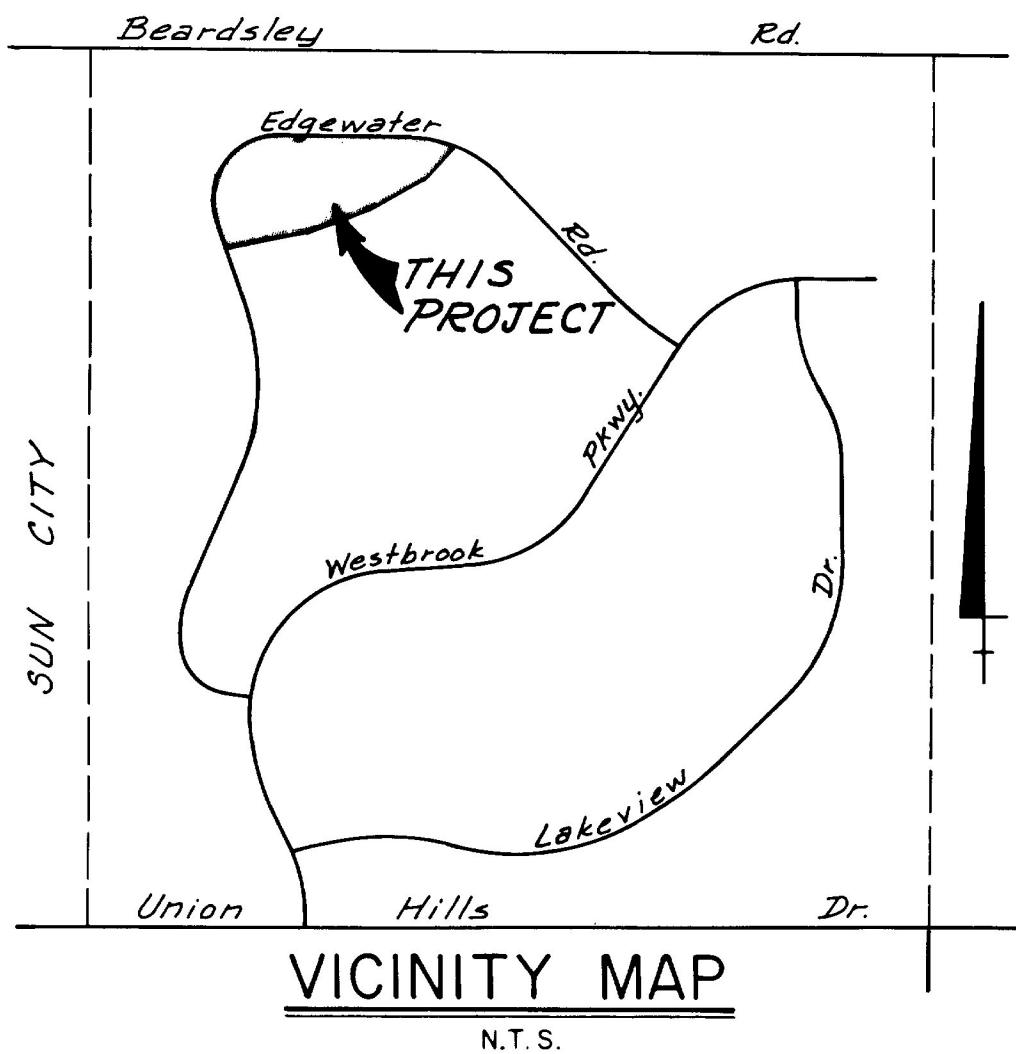 Beardsley Rd.
Edgewater Rd.
THIS
PROJECT
Westbrook Pkwy.
SUN CITY
Lakeview Dr.
Union Hills Dr.
VICINITY MAP
N.T.S.